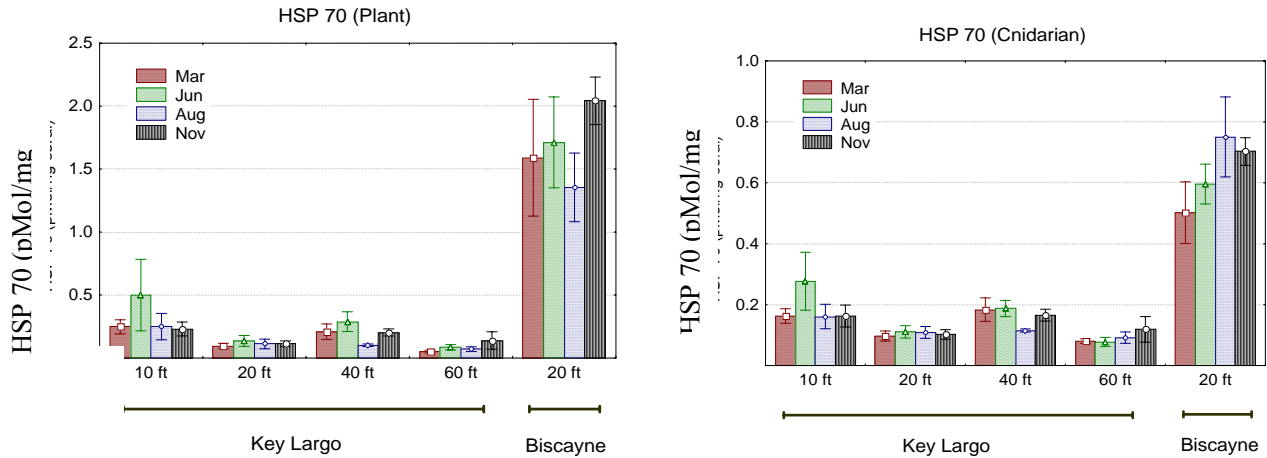 HSP 70 (Plant)
2.5
2.0
1.5
1.0
0.5
Mar
Jun
Aug
Nov
HSP 70 (pMol/mg
10 ft
20 ft
40 ft
60 ft
20 ft
Key Largo
Biscayne
HSP 70 (Cnidarian)
1.0
0.8
0.6
0.4
0.2
Mar
Jun
Aug
Nov
HSP 70 (pMol/mg
10 ft
20 ft
40 ft
60 ft
20 ft
Key Largo
Biscayne